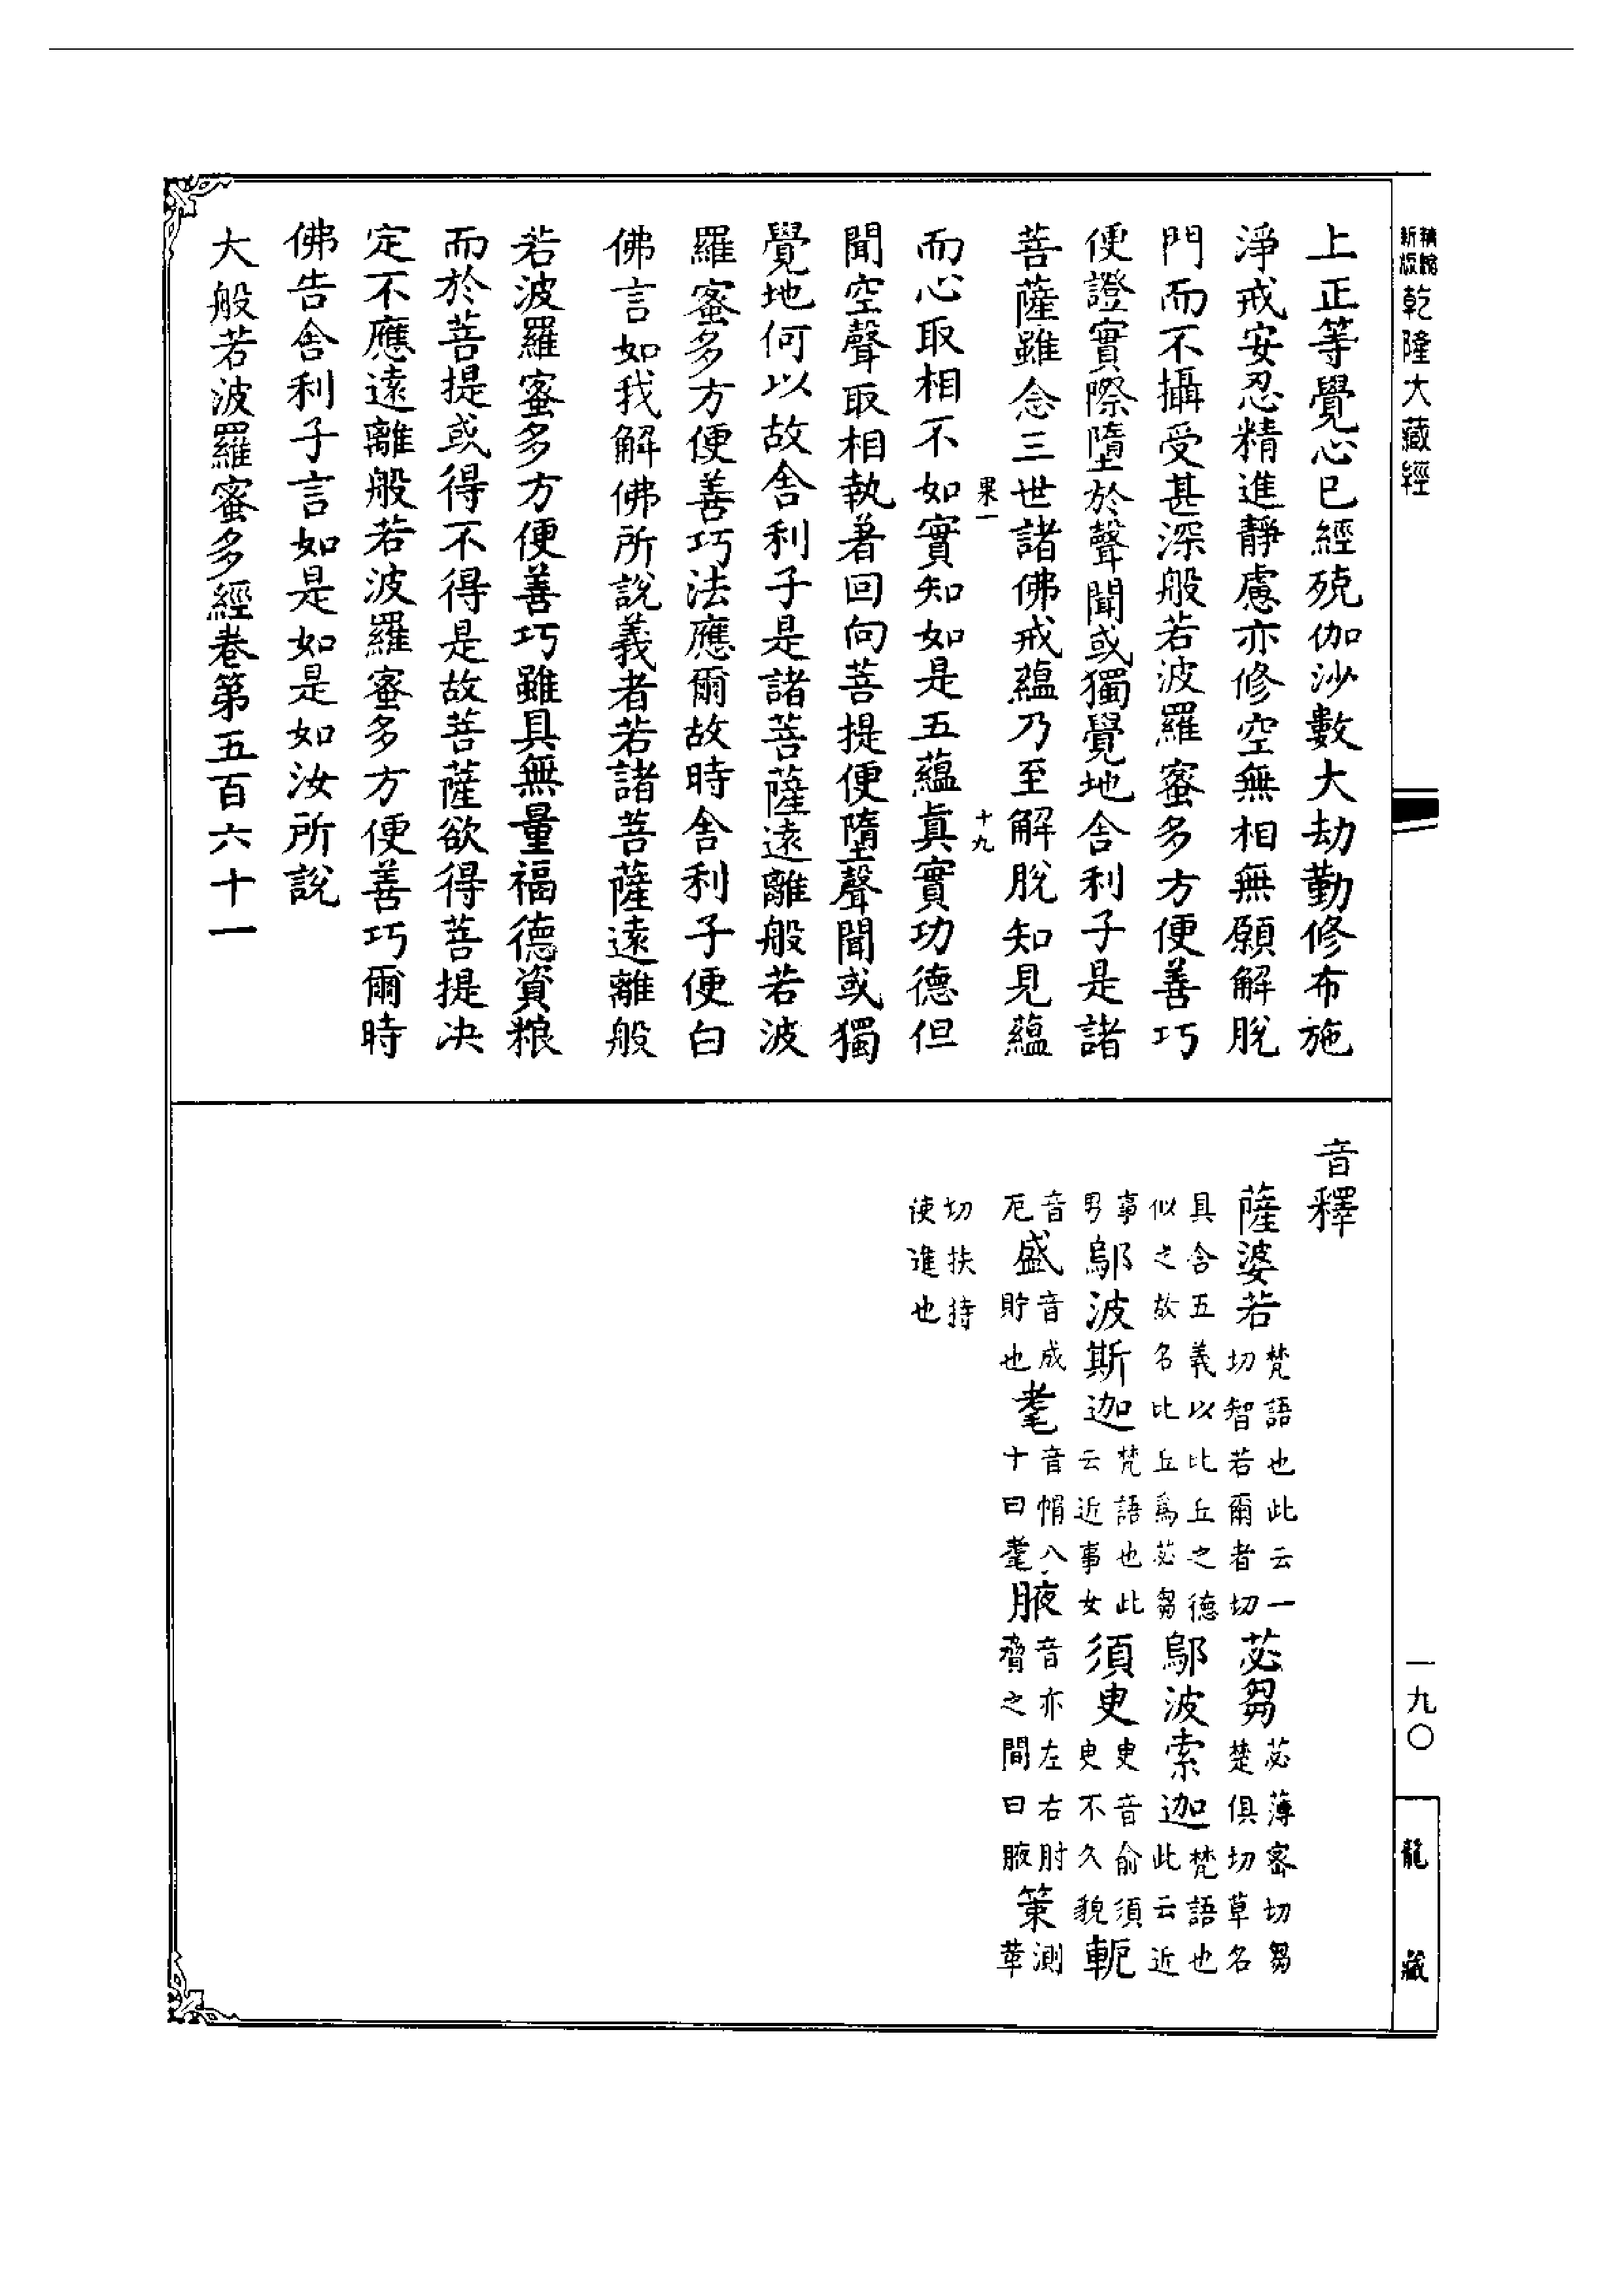 新版精縮乾隆大藏經
一九〇
龍藏
上正等覺心已經殑伽沙數大劫勤修布施
淨戒安忍精進靜慮亦修空無相無願解脫
門而不攝受甚深般若波羅蜜多方便善巧
便證實際墮於聲聞或獨覺地舍利子是諸
菩薩雖念三世諸佛戒蘊乃至解脫知見蘊
果一 十九
而心取相不如實知如是五蘊真實功德但
聞空聲取相執著回向菩提便墮聲聞或獨
覺地何以故舍利子是諸菩薩遠離般若波
羅蜜多方便善巧法應爾故時舍利子便白
佛言如我解佛所說義者若諸菩薩遠離般
若波羅蜜多方便善巧雖具無量福德資粮
而於菩提或得不得是故菩薩欲得菩提决
定不應遠離般若波羅蜜多方便善巧爾時
佛告舍利子言如是如是如汝所說
大般若波羅蜜多經卷第五百六十一
音釋
薩婆若梵語也此云一切智若爾者切苾芻苾薄密切芻楚俱切草名
具含五義以比丘之德似之故名比丘爲苾芻鄔波索迦梵語也此云近
事男鄔波斯迦梵語也此云近事女須臾臾音俞須臾不久貌軛
音厄盛音成貯也耄音帽八十曰耄腋音亦左右肘脅之間曰腋策測革
切扶持使進也